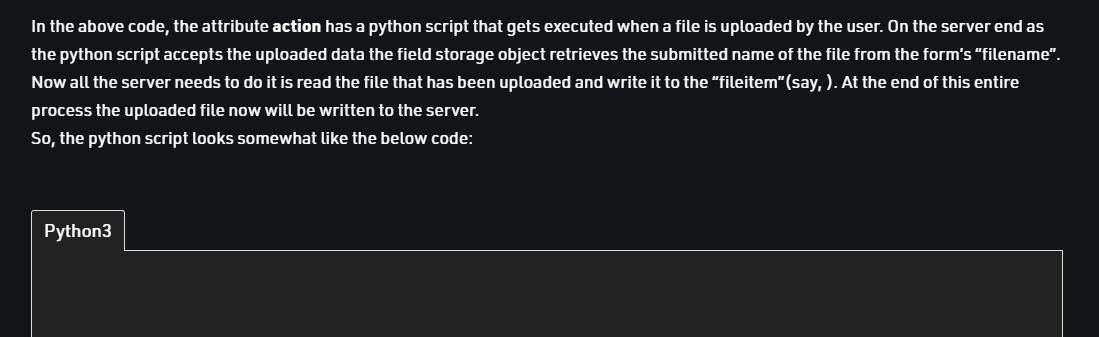 In the above code, the attribute action has a python script that gets executed when a file is uploaded by the user. On the server end as
the python script accepts the uploaded data the field storage object retrieves the submitted name of the file from the form's “filename”.
Now all the server needs to do it is read the file that has been uploaded and write it to the “fileitem”(say, ). At the end of this entire
process the uploaded file now will be written to the server.
So, the python script looks somewhat like the below code:
Python3